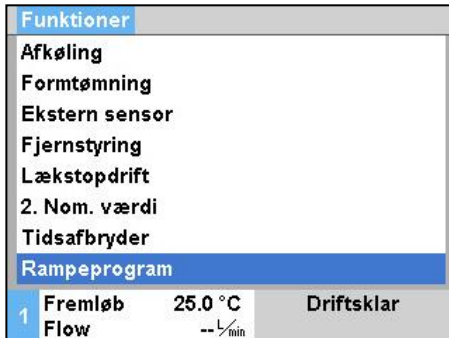 Funktioner
Afkøling
Formtømning
Ekstern sensor
Fjernstyring
Lækstopdrift
2. Nom. værdi
Tidsafbryder
Rampeprogram
1 Fremløb 25.0 °C Driftsklar
Flow -- L/min